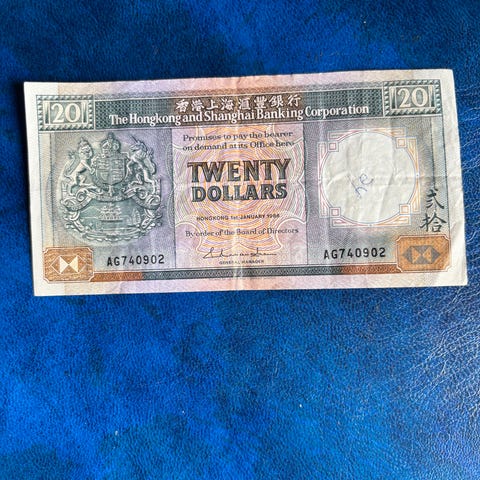 20 香港上海滙豐銀行 20
The Hongkong and Shanghai Banking Corporation
Promises to pay the bearer
on demand at its Office here
TWENTY
DOLLARS
HONGKONG 1st JANUARY 1986
By order of the Board of Directors
貳拾
AG740902 AG740902
GENERAL MANAGER